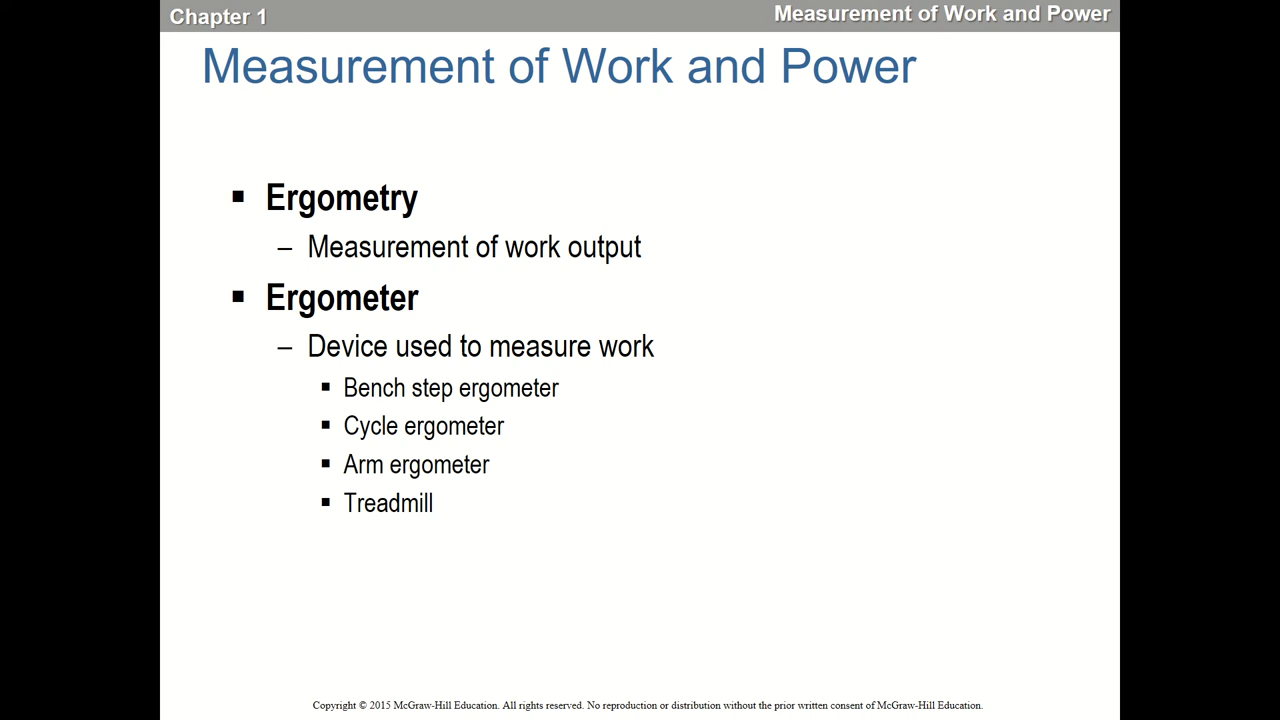 Chapter 1
Measurement of Work and Power
Measurement of Work and Power
▪ Ergometry
– Measurement of work output
▪ Ergometer
– Device used to measure work
▪ Bench step ergometer
▪ Cycle ergometer
▪ Arm ergometer
▪ Treadmill
Copyright © 2015 McGraw-Hill Education. All rights reserved. No reproduction or distribution without the prior written consent of McGraw-Hill Education.